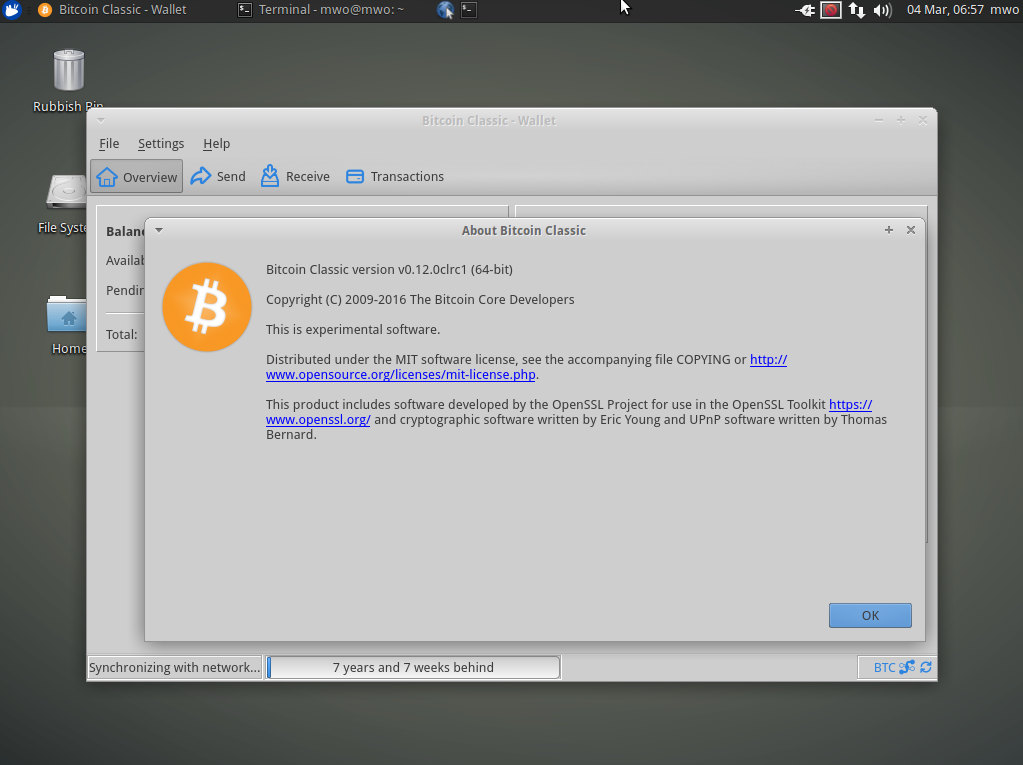 Bitcoin Classic - Wallet
Terminal - mwo@mwo: ~
04 Mar, 06:57 mwo
Rubbish Bin
Bitcoin Classic - Wallet
File Settings Help
Overview Send Receive Transactions
File Syst
Balanc
About Bitcoin Classic
Availab
Bitcoin Classic version v0.12.0clrc1 (64-bit)
Pendin
Copyright (C) 2009-2016 The Bitcoin Core Developers
This is experimental software.
Total:
Home
Distributed under the MIT software license, see the accompanying file COPYING or http://
www.opensource.org/licenses/mit-license.php.
This product includes software developed by the OpenSSL Project for use in the OpenSSL Toolkit https://
www.openssl.org/ and cryptographic software written by Eric Young and UPnP software written by Thomas
Bernard.
OK
Synchronizing with network...
7 years and 7 weeks behind
BTC